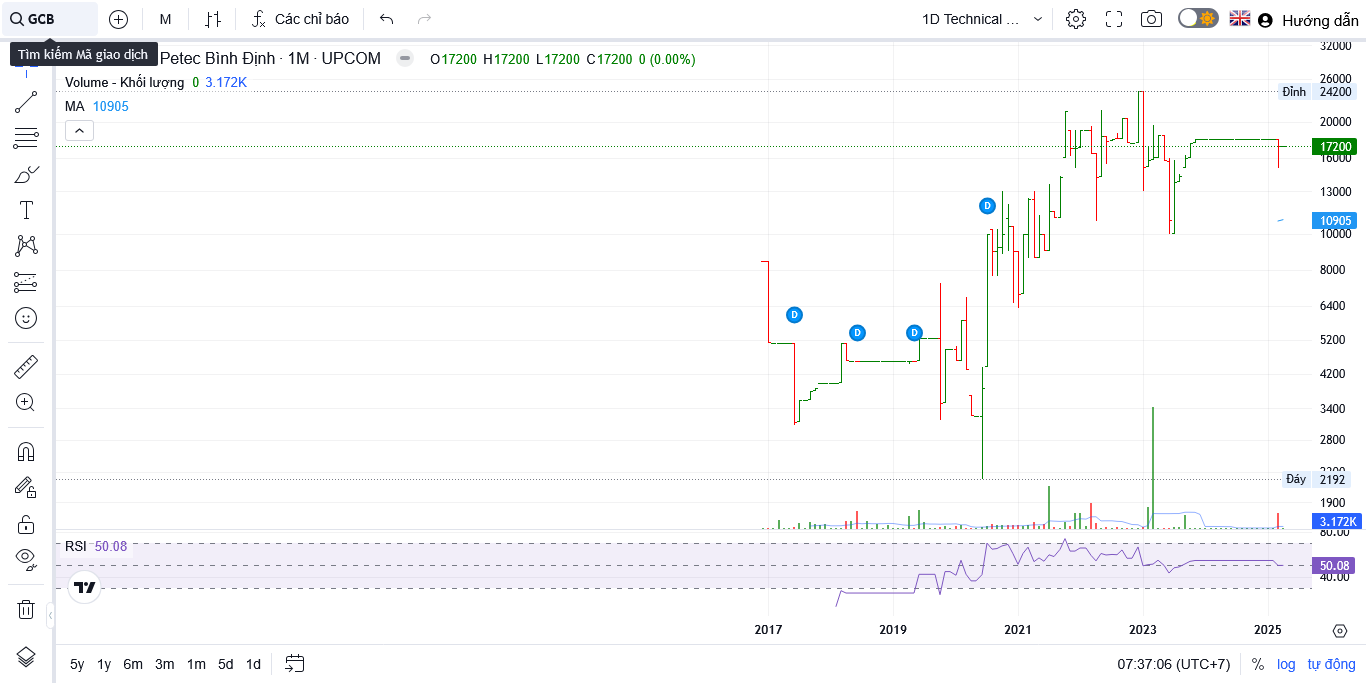 GCB
M
Các chỉ báo
1D Technical ...
Hướng dẫn
Tìm kiếm Mã giao dịch
Petec Bình Định · 1M · UPCOM
O17200 H17200 L17200 C17200 0 (0.00%)
Volume - Khối lượng 0 3.172K
MA 10905
32000
26000
Đỉnh 24200
20000
17200
16000
13000
10905
10000
8000
6400
5200
4200
3400
2800
2200
Đáy 2192
1900
3.172K
80.00
RSI 50.08
50.08
40.00
D
D
D
D
2017 2019 2021 2023 2025
5y 1y 6m 3m 1m 5d 1d
07:37:06 (UTC+7) % log tự động